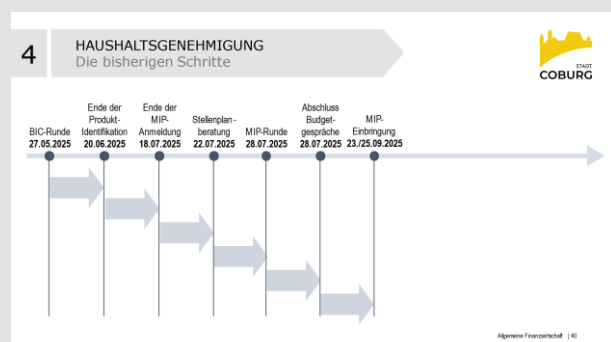 4
HAUSHALTSGENEHMIGUNG
Die bisherigen Schritte
STADT
COBURG
BIC-Runde
27.05.2025
Ende der
Produkt-
Identifikation
20.06.2025
Ende der
MIP-
Anmeldung
18.07.2025
Stellenplan-
beratung
22.07.2025
MIP-Runde
28.07.2025
Abschluss
Budget-
gespräche
28.07.2025
MIP-
Einbringung
23./25.09.2025
Allgemeine Finanzwirtschaft | 40